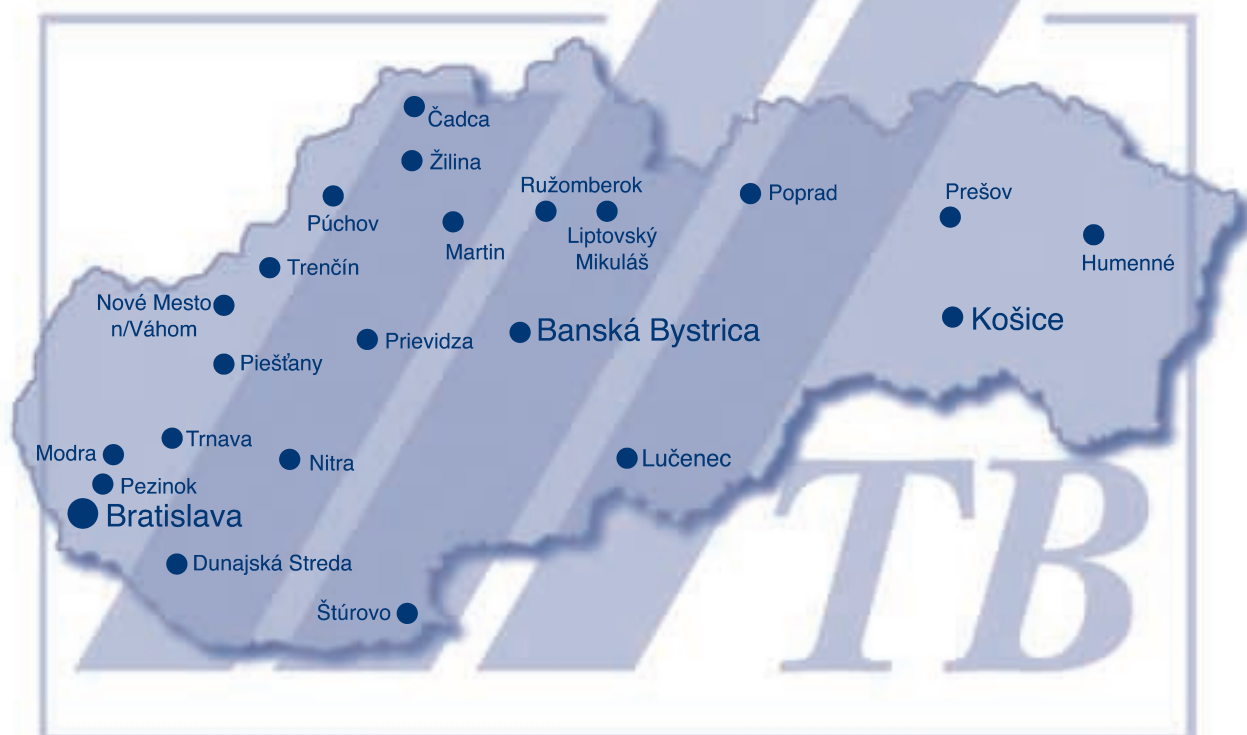 Čadca
Žilina
Ružomberok
Poprad
Prešov
Púchov
Martin
Liptovský
Mikuláš
Humenné
Trenčín
Nové Mesto
n/Váhom
Prievidza
Banská Bystrica
Košice
Piešťany
Trnava
Modra
Nitra
Lučenec
Pezinok
Bratislava
Dunajská Streda
Štúrovo
TB